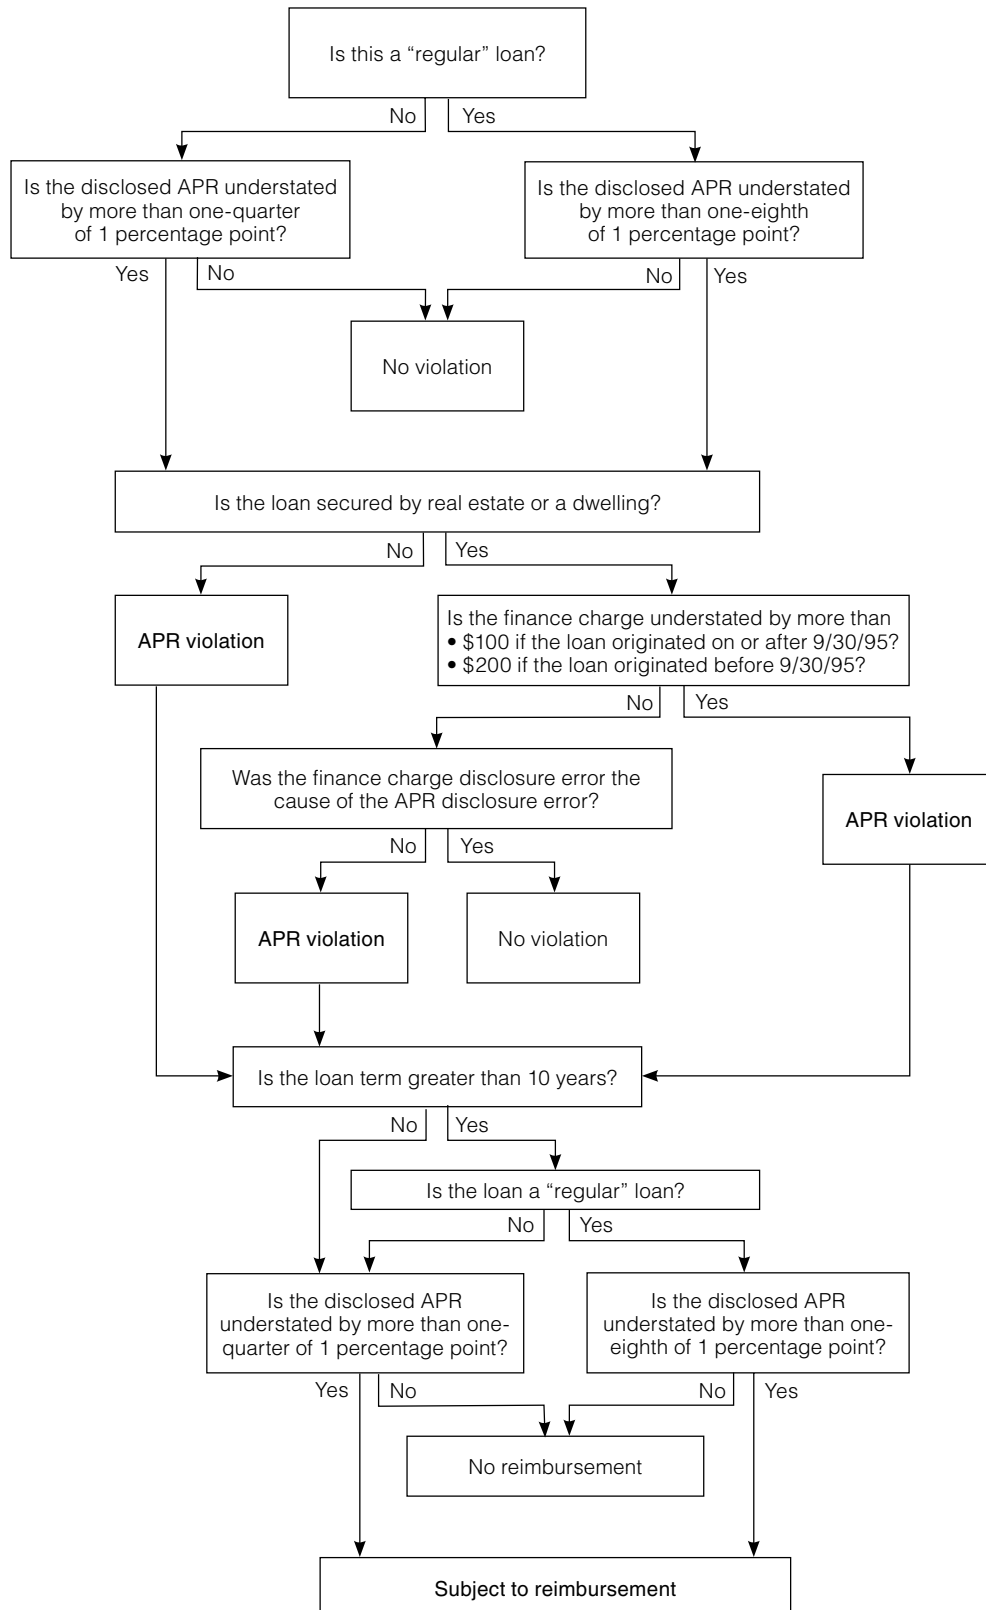 Is this a “regular” loan?
No
Yes
Is the disclosed APR understated
by more than one-quarter
of 1 percentage point?
Is the disclosed APR understated
by more than one-eighth
of 1 percentage point?
Yes
No
No
Yes
No violation
Is the loan secured by real estate or a dwelling?
No
Yes
APR violation
Is the finance charge understated by more than
• $100 if the loan originated on or after 9/30/95?
• $200 if the loan originated before 9/30/95?
No
Yes
Was the finance charge disclosure error the
cause of the APR disclosure error?
APR violation
No
Yes
APR violation
No violation
Is the loan term greater than 10 years?
No
Yes
Is the loan a “regular” loan?
No
Yes
Is the disclosed APR
understated by more than one-
quarter of 1 percentage point?
Is the disclosed APR
understated by more than one-
eighth of 1 percentage point?
Yes
No
No
Yes
No reimbursement
Subject to reimbursement